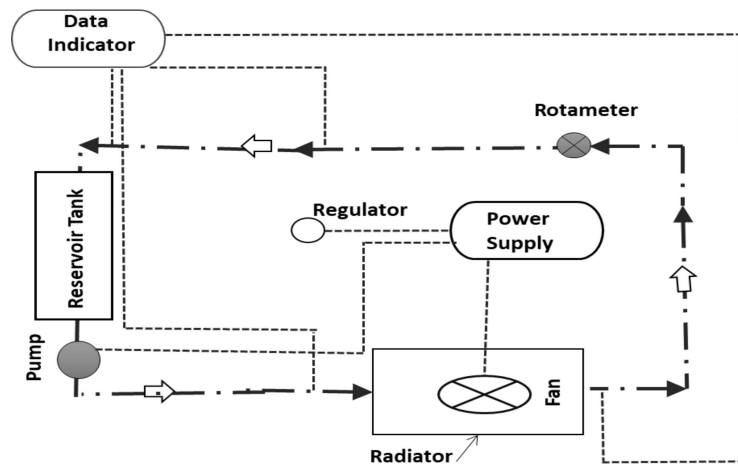 Data
Indicator
Rotameter
Reservoir Tank
Regulator
Power
Supply
Pump
Fan
Radiator